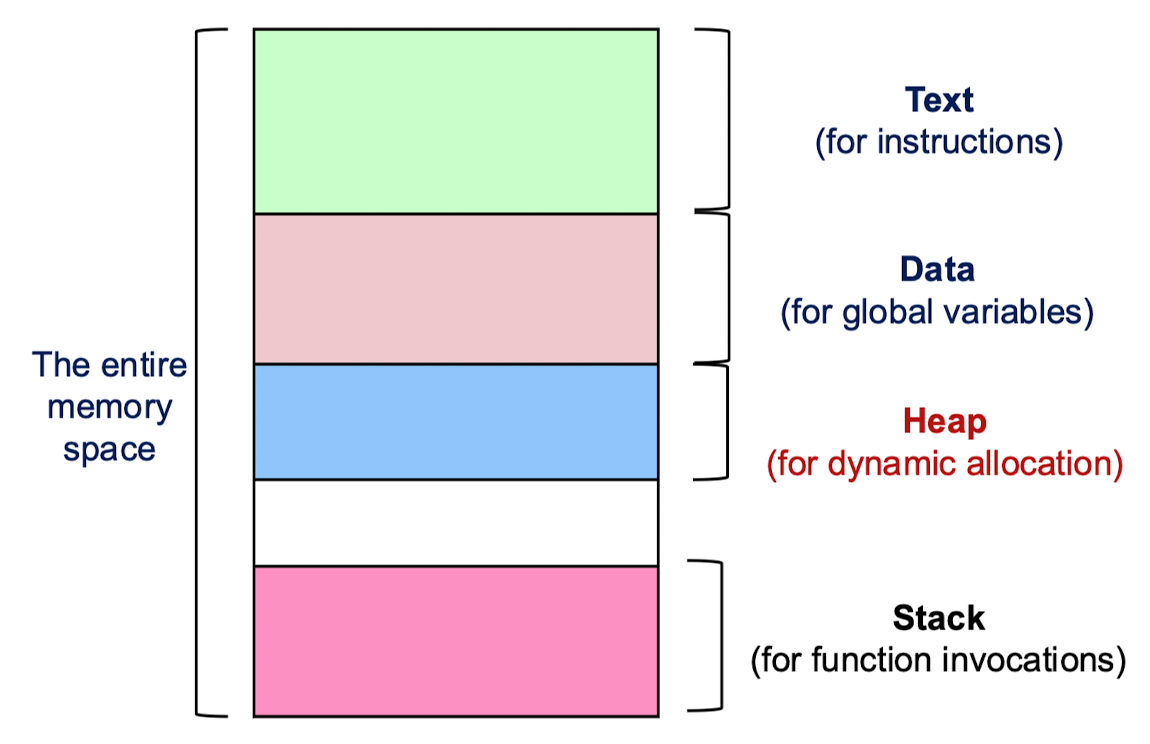 Text
(for instructions)
Data
(for global variables)
The entire
memory
space
Heap
(for dynamic allocation)
Stack
(for function invocations)